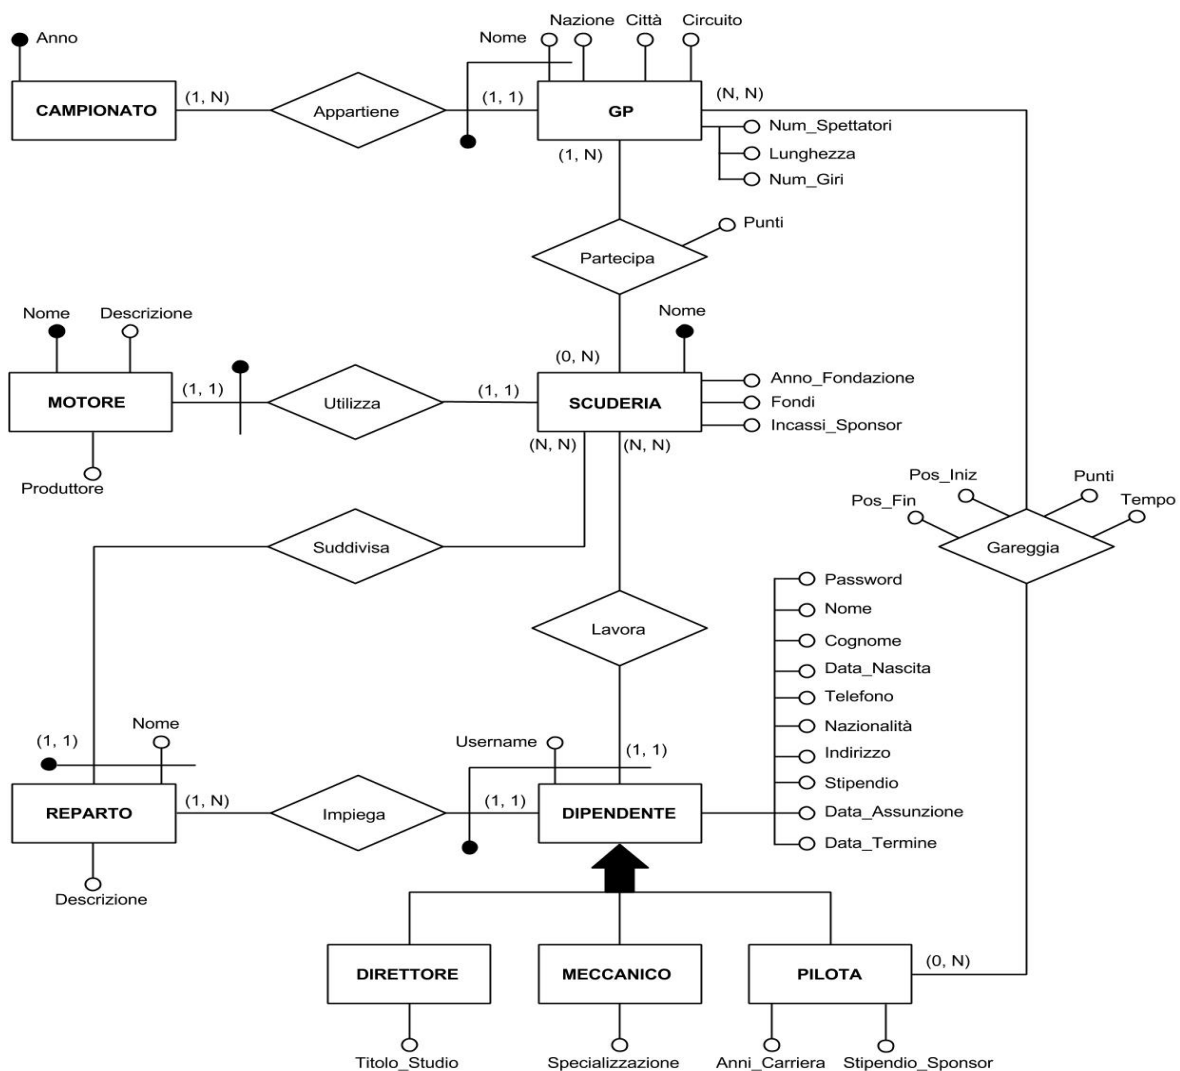 Nazione Città Circuito
Anno
Nome
CAMPIONATO
(1, N)
Appartiene
(1, 1)
GP
(N, N)
Num_Spettatori
(1, N)
Lunghezza
Num_Giri
Punti
Partecipa
Nome
Descrizione
Nome
(0, N)
MOTORE
(1, 1)
Utilizza
(1, 1)
SCUDERIA
Anno_Fondazione
Fondi
Incassi_Sponsor
(N, N)
(N, N)
Produttore
Pos_Iniz
Punti
Pos_Fin
Tempo
Suddivisa
Gareggia
Password
Nome
Lavora
Cognome
Data_Nascita
Telefono
Nome
Nazionalità
(1, 1)
Username
(1, 1)
Indirizzo
Stipendio
REPARTO
(1, N)
Impiega
(1, 1)
DIPENDENTE
Data_Assunzione
Data_Termine
Descrizione
DIRETTORE
MECCANICO
PILOTA
(0, N)
Titolo_Studio
Specializzazione
Anni_Carriera
Stipendio_Sponsor